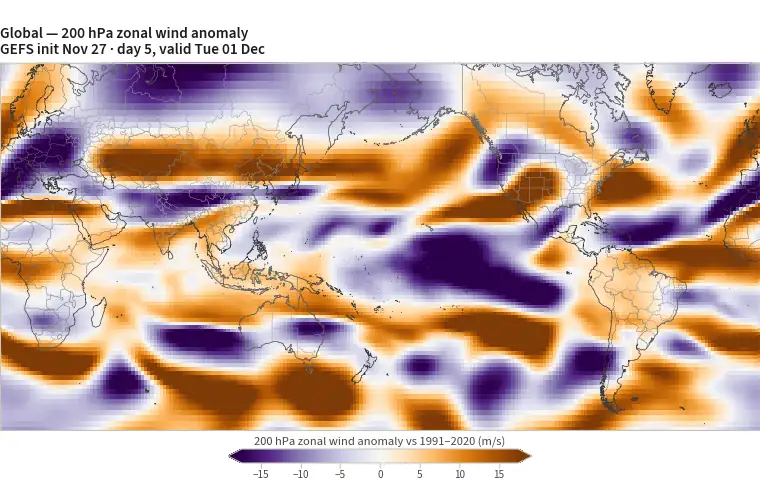 Global — 200 hPa zonal wind anomaly
GEFS init Nov 27 · day 5, valid Tue 01 Dec
200 hPa zonal wind anomaly vs 1991–2020 (m/s)
−15 −10 −5 0 5 10 15